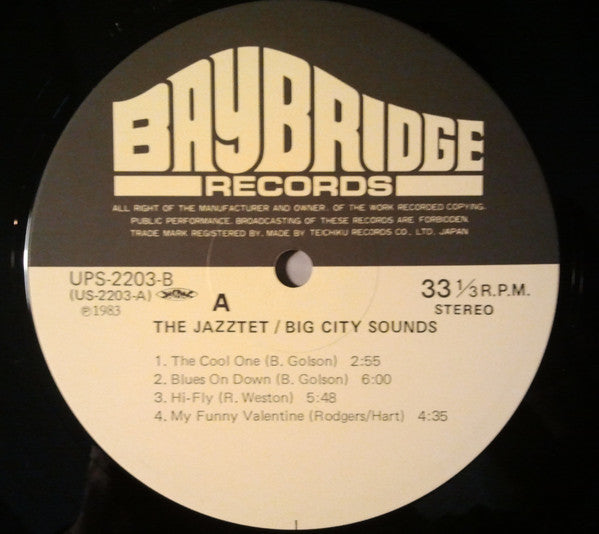 BAYBRIDGE
RECORDS
ALL RIGHT OF THE MANUFACTURER AND OWNER. OF THE WORK RECORDED COPYING.
PUBLIC PERFORMANCE. BROADCASTING OF THESE RECORDS ARE FORBIDDEN.
TRADE MARK REGISTERED BY. MADE BY TEICHIKU RECORDS CO., LTD. JAPAN
UPS-2203-B
(US-2203-A)
℗1983
A
33 1/3 R.P.M.
STEREO
THE JAZZTET / BIG CITY SOUNDS
1. The Cool One (B. Golson) 2:55
2. Blues On Down (B. Golson) 6:00
3. Hi-Fly (R. Weston) 5:48
4. My Funny Valentine (Rodgers/Hart) 4:35